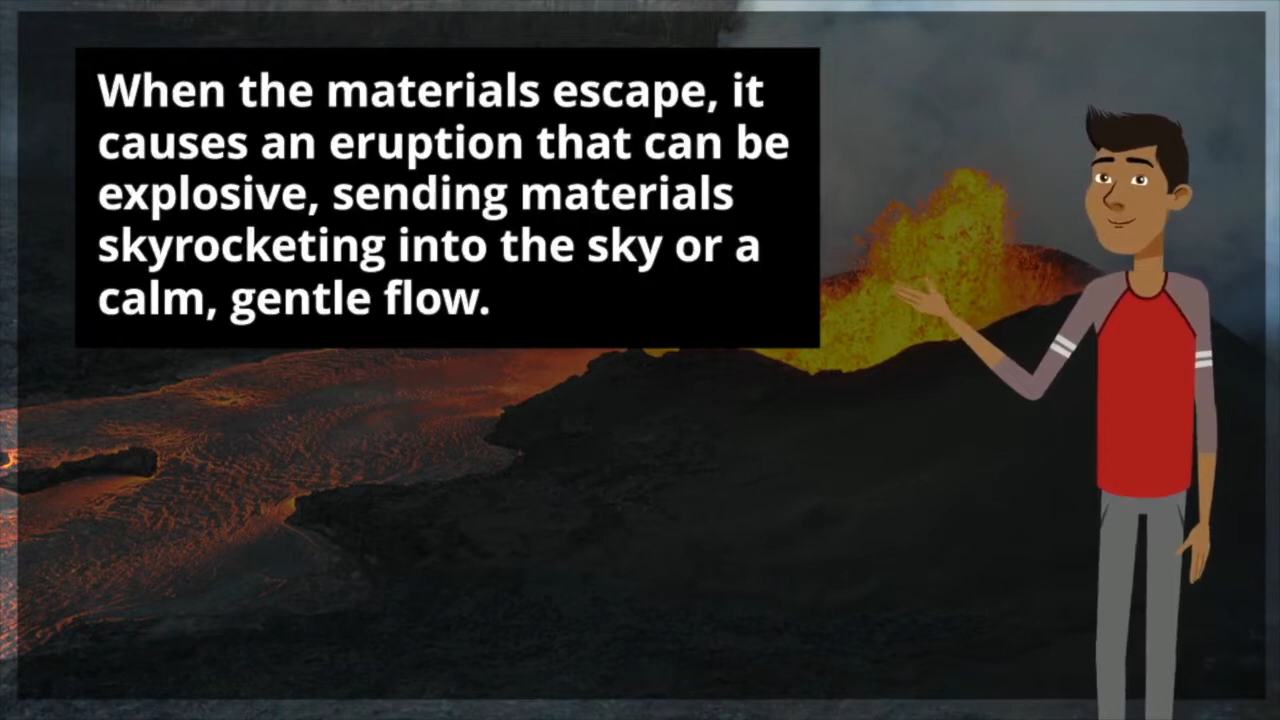 When the materials escape, it
causes an eruption that can be
explosive, sending materials
skyrocketing into the sky or a
calm, gentle flow.